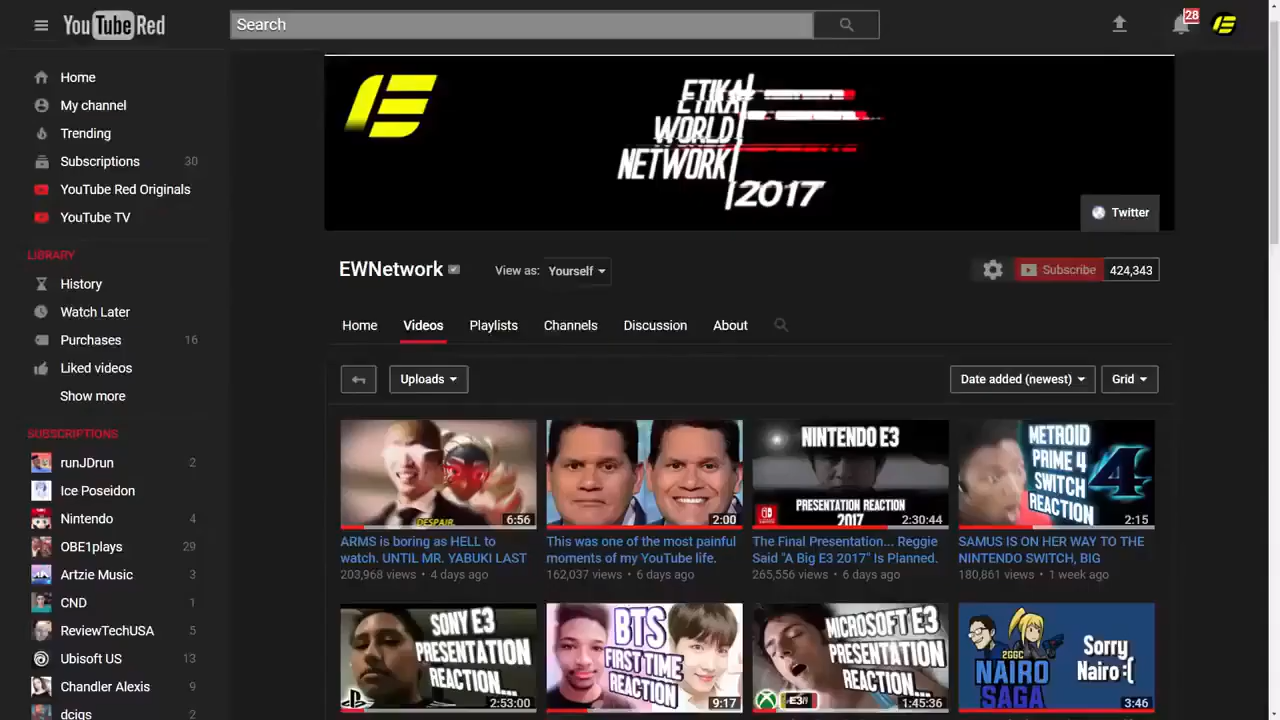 YouTube Red
Search
28
Home
My channel
Trending
Subscriptions 30
YouTube Red Originals
YouTube TV
LIBRARY
History
Watch Later
Purchases 16
Liked videos
Show more
SUBSCRIPTIONS
runJDrun 2
Ice Poseidon
Nintendo 4
OBE1plays 29
Artzie Music 3
CND 1
ReviewTechUSA 5
Ubisoft US 13
Chandler Alexis 9
dcigs 2
ETIKA
WORLD
NETWORK
2017
Twitter
EWNetwork
View as: Yourself
Subscribe 424,343
Home Videos Playlists Channels Discussion About
Uploads
Date added (newest) Grid
DESPAIR.
6:56
ARMS is boring as HELL to
watch. UNTIL MR. YABUKI LAST
203,968 views • 4 days ago
2:00
This was one of the most painful
moments of my YouTube life.
162,037 views • 6 days ago
NINTENDO E3
PRESENTATION REACTION
2017
2:30:44
The Final Presentation... Reggie
Said "A Big E3 2017" Is Planned.
265,556 views • 6 days ago
METROID
PRIME 4
SWITCH
REACTION
4
2:15
SAMUS IS ON HER WAY TO THE
NINTENDO SWITCH, BIG
180,861 views • 1 week ago
SONY E3
PRESENTATION
REACTION...
2:53:00
BTS
FIRST TIME
REACTION
9:17
MICROSOFT E3
PRESENTATION
REACTION...
E3
1:45:36
2GGC
NAIRO
SAGA
Sorry
Nairo :(
3:46